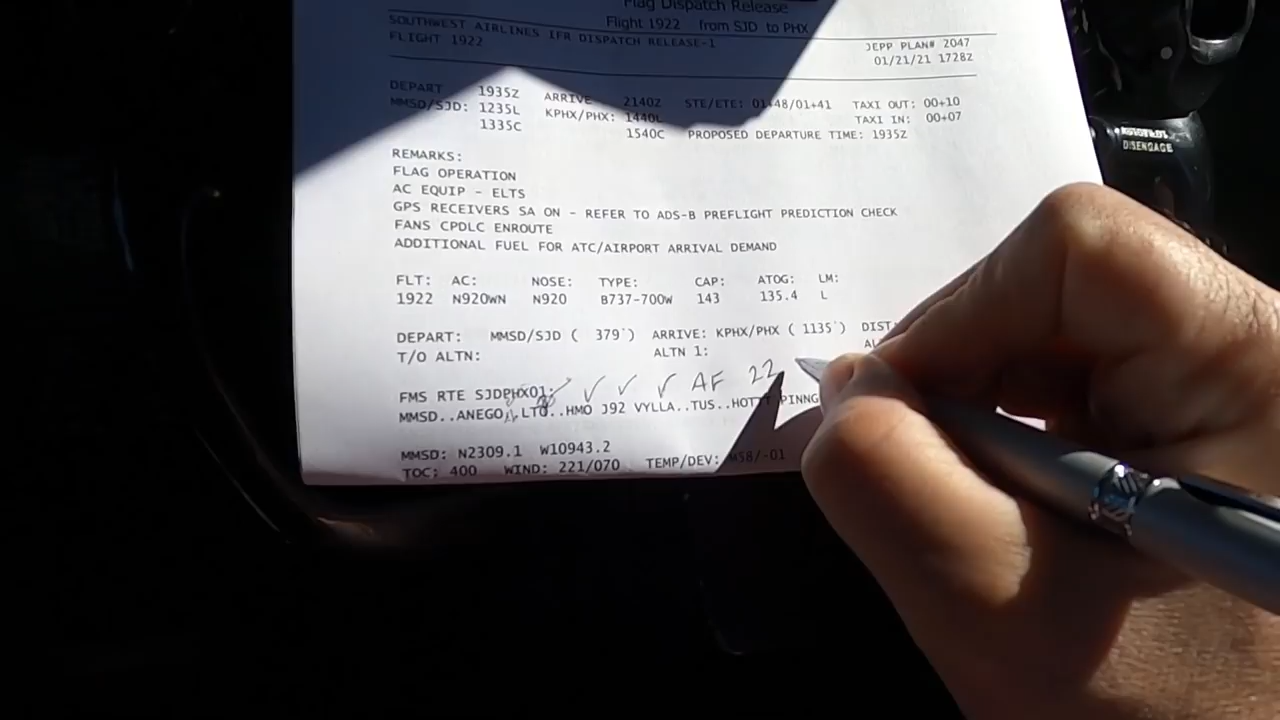 Flag Dispatch Release
Flight 1922 from SJD to PHX
SOUTHWEST AIRLINES IFR DISPATCH RELEASE-1
FLIGHT 1922 JEPP PLAN# 2047
01/21/21 1728Z
DEPART 1935Z ARRIVE 2140Z STE/ETE: 01+48/01+41 TAXI OUT: 00+10
MMSD/SJD: 1235L KPHX/PHX: 1440L TAXI IN: 00+07
1335C 1540C PROPOSED DEPARTURE TIME: 1935Z
REMARKS:
FLAG OPERATION
AC EQUIP - ELTS
GPS RECEIVERS SA ON - REFER TO ADS-B PREFLIGHT PREDICTION CHECK
FANS CPDLC ENROUTE
ADDITIONAL FUEL FOR ATC/AIRPORT ARRIVAL DEMAND
FLT: AC: NOSE: TYPE: CAP: ATOG: LM:
1922 N920WN N920 B737-700W 143 135.4 L
DEPART: MMSD/SJD ( 379') ARRIVE: KPHX/PHX ( 1135') DIST:
T/O ALTN: ALTN 1:
✓ ✓ ✓ ✓ AF 22
FMS RTE SJDPHX01:
MMSD..ANEGO..LTO..HMO J92 VYLLA..TUS..HOTTT PINNG
MMSD: N2309.1 W10943.2
TOC: 400 WIND: 221/070 TEMP/DEV: M58/-01
AUTOPILOT
DISENGAGE